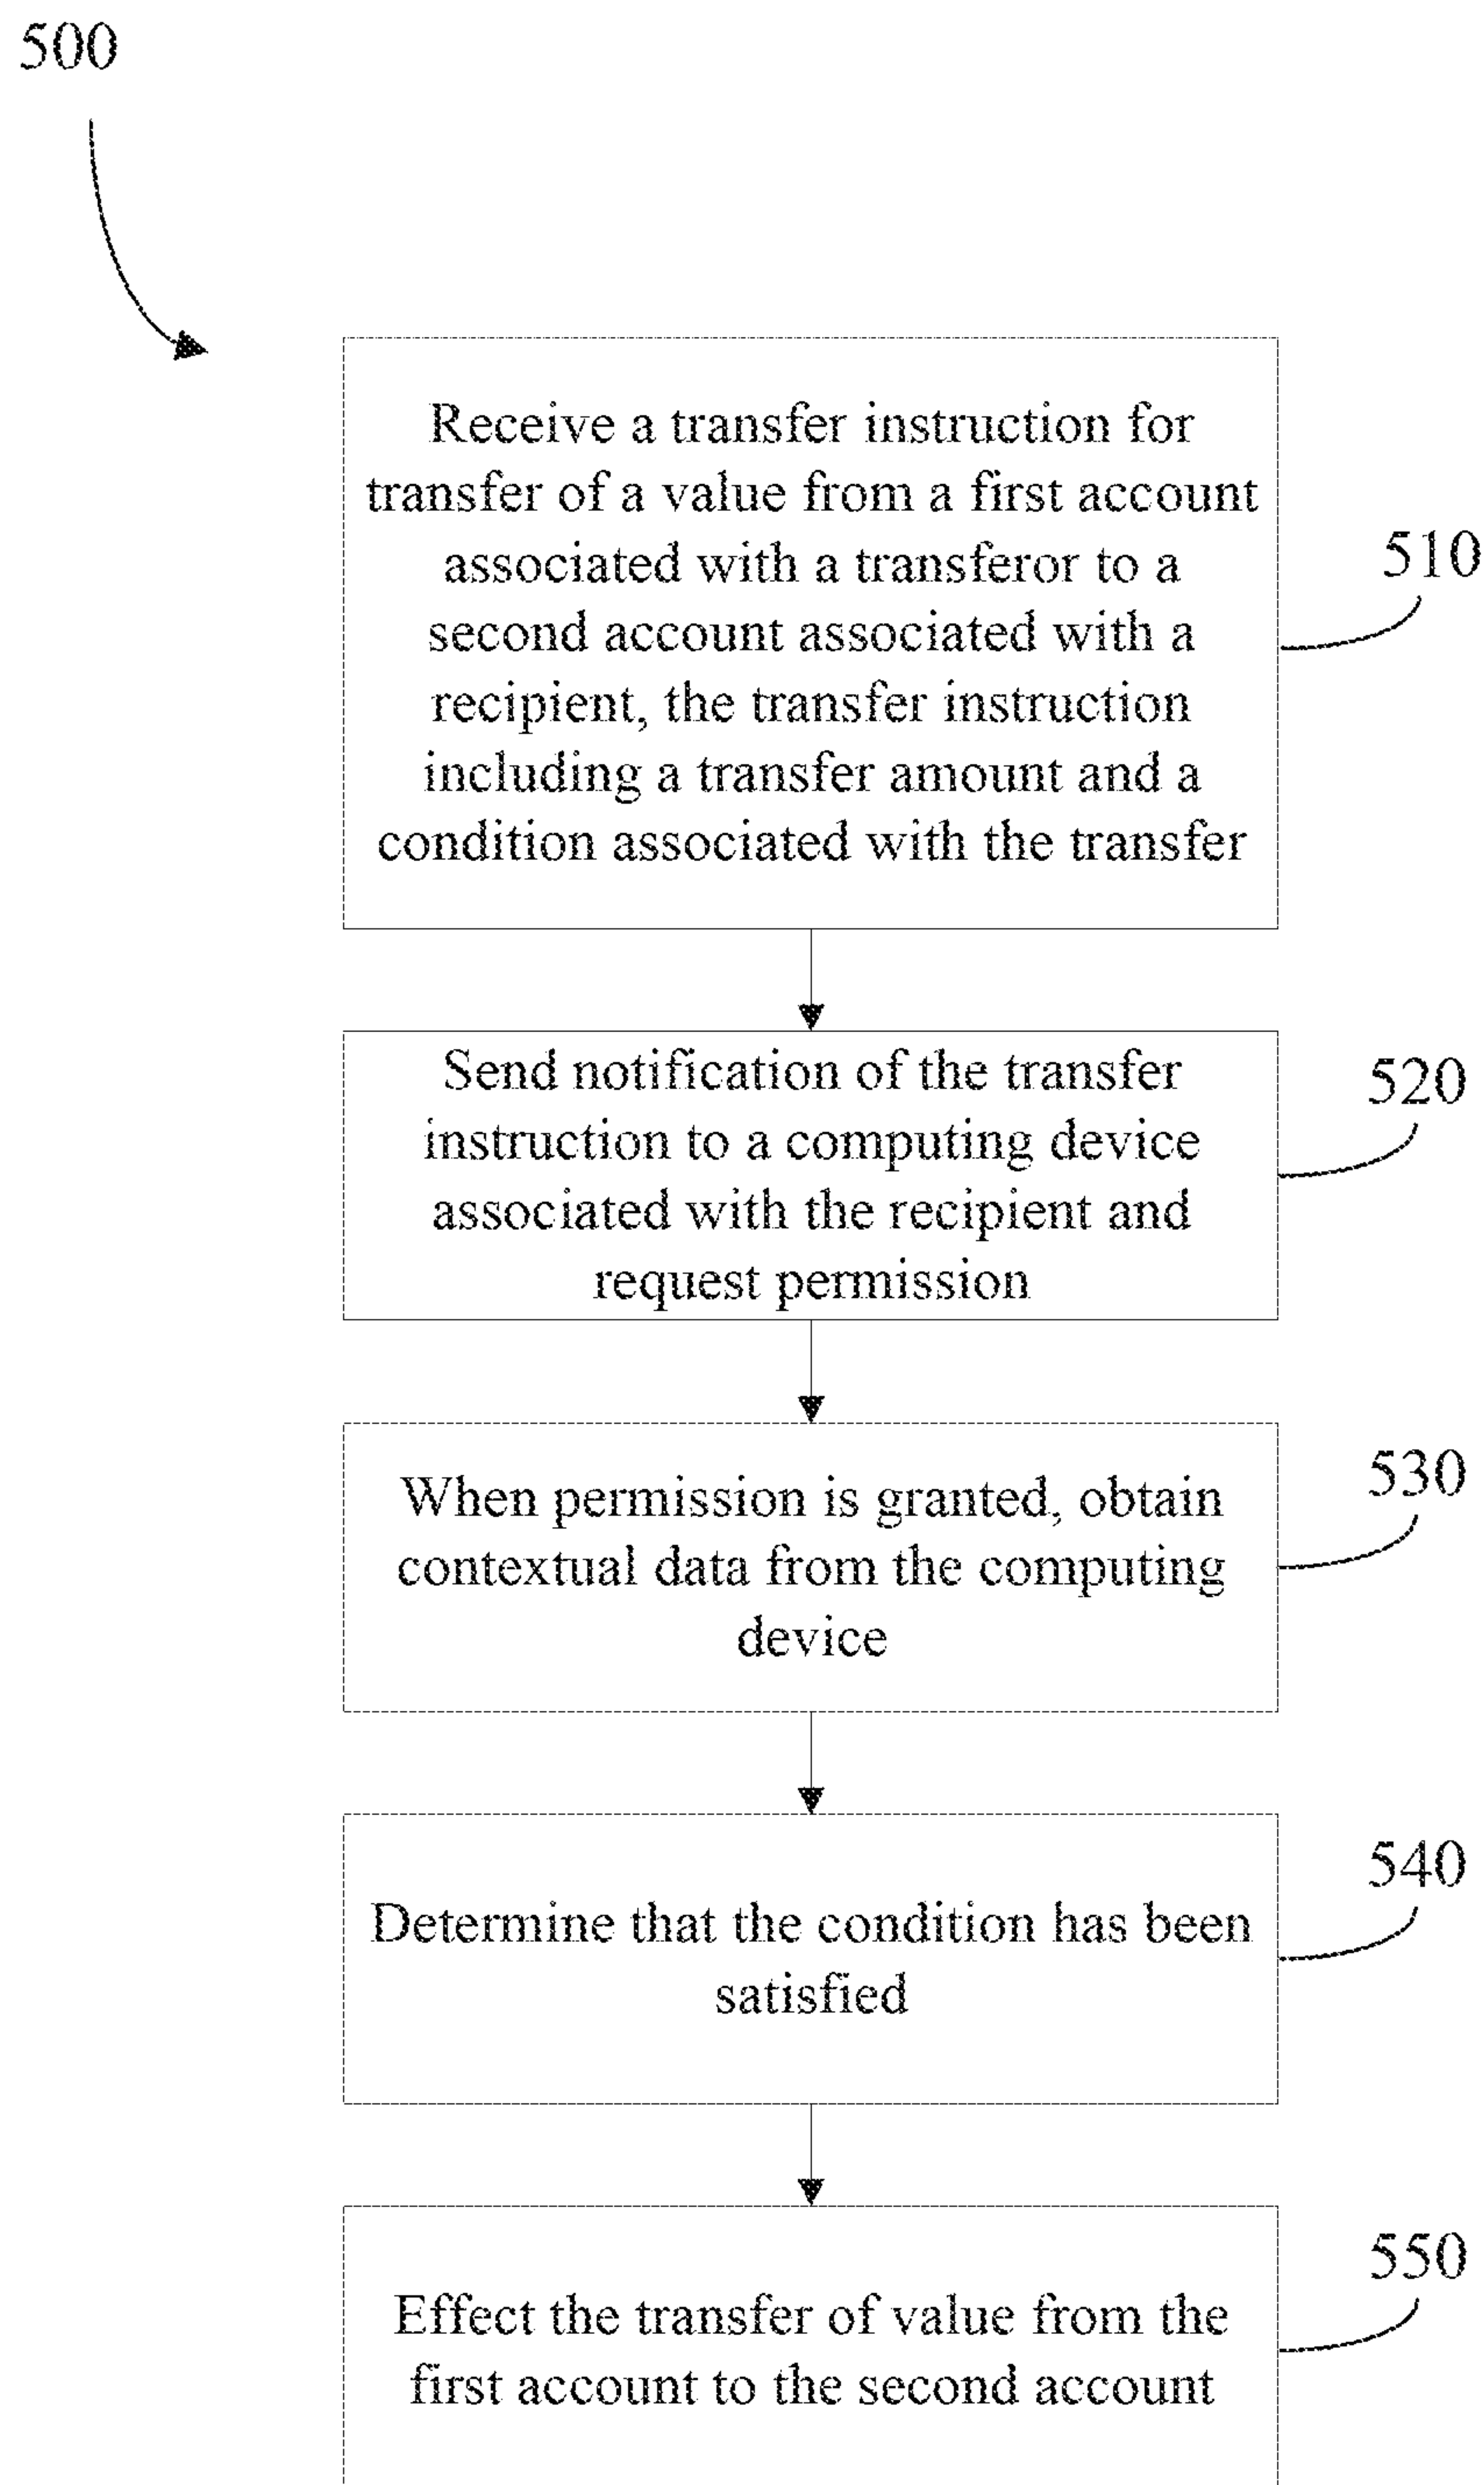 500
Receive a transfer instruction for
transfer of a value from a first account
associated with a transferor to a
second account associated with a
recipient, the transfer instruction
including a transfer amount and a
condition associated with the transfer
510
Send notification of the transfer
instruction to a computing device
associated with the recipient and
request permission
520
When permission is granted, obtain
contextual data from the computing
device
530
Determine that the condition has been
satisfied
540
Effect the transfer of value from the
first account to the second account
550